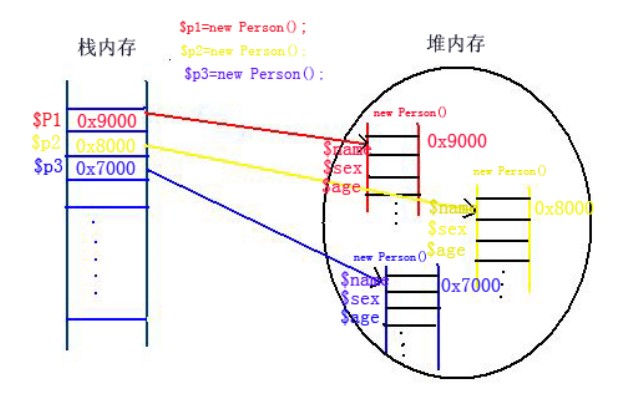 $p1=new Person();
$p2=new Person();
$p3=new Person();
栈内存
堆内存
$P1 0x9000
$p2 0x8000
$p3 0x7000
new Person()
0x9000
$name
$sex
$age
new Person()
0x8000
$name
$sex
$age
new Person()
0x7000
$name
$sex
$age